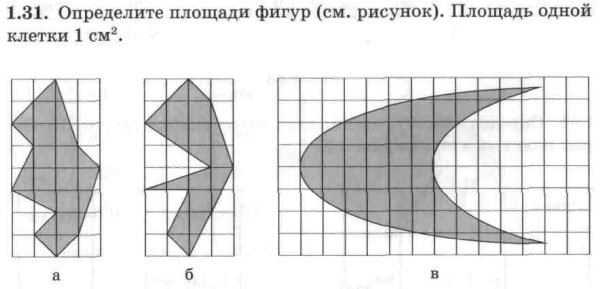 1.31. Определите площади фигур (см. рисунок). Площадь одной
клетки 1 см².
а
б
в